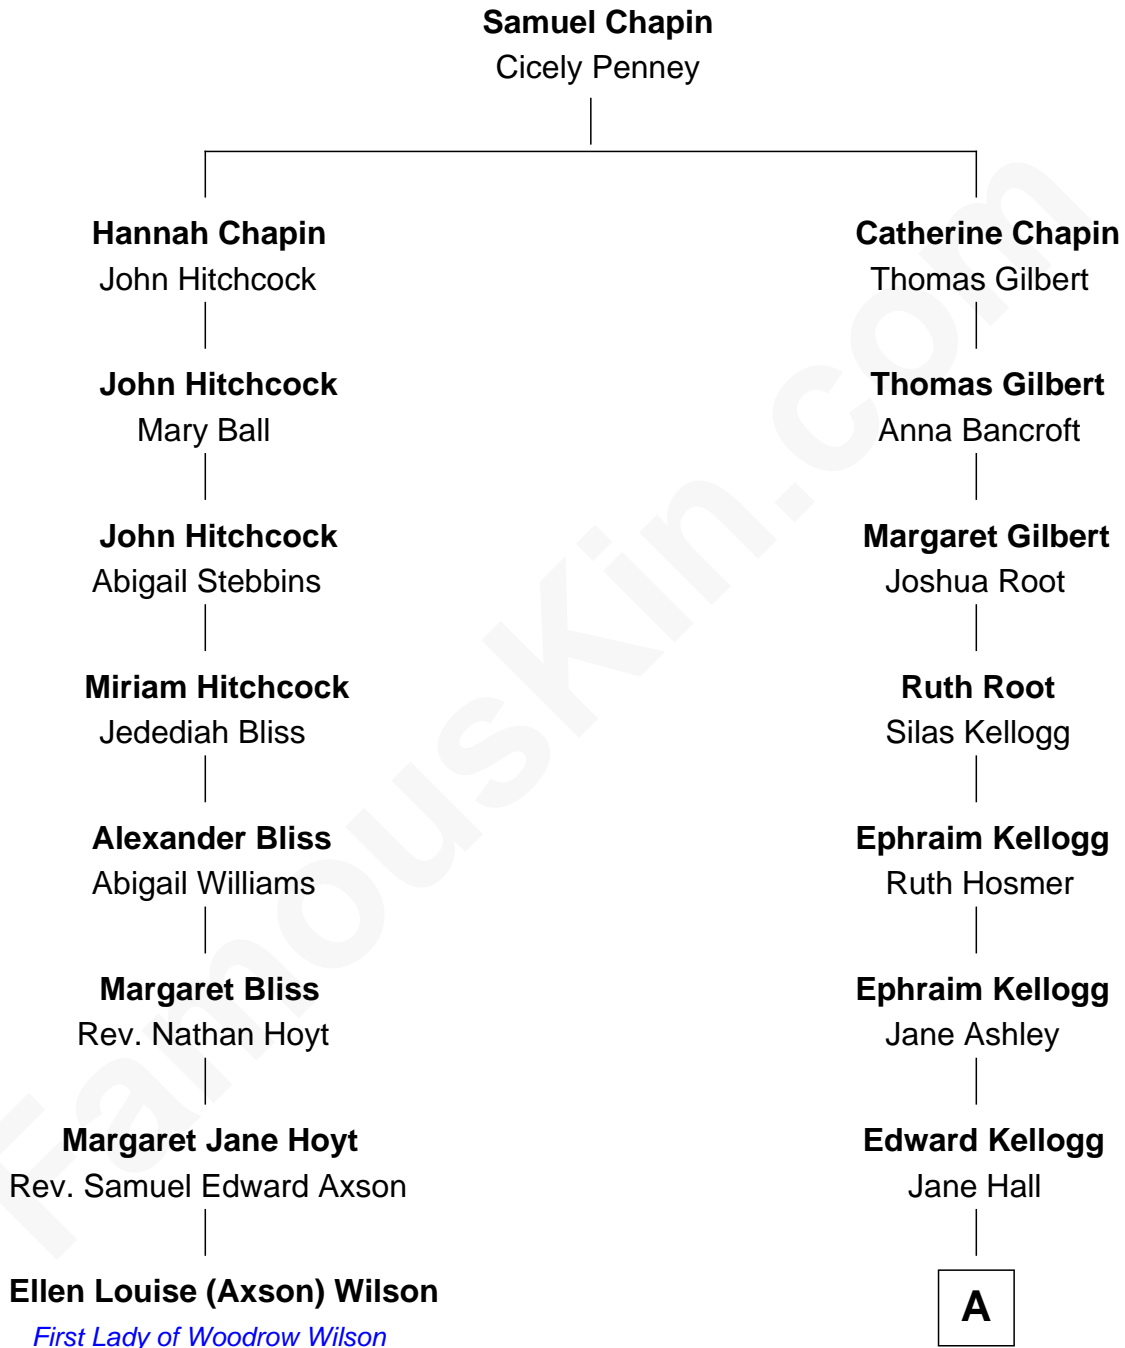 Samuel Chapin
Cicely Penney
Hannah Chapin
John Hitchcock
Catherine Chapin
Thomas Gilbert
John Hitchcock
Mary Ball
Thomas Gilbert
Anna Bancroft
John Hitchcock
Abigail Stebbins
Margaret Gilbert
Joshua Root
Miriam Hitchcock
Jedediah Bliss
Ruth Root
Silas Kellogg
Alexander Bliss
Abigail Williams
Ephraim Kellogg
Ruth Hosmer
Margaret Bliss
Rev. Nathan Hoyt
Ephraim Kellogg
Jane Ashley
Margaret Jane Hoyt
Rev. Samuel Edward Axson
Edward Kellogg
Jane Hall
Ellen Louise (Axson) Wilson
First Lady of Woodrow Wilson
A
FamousKin.com